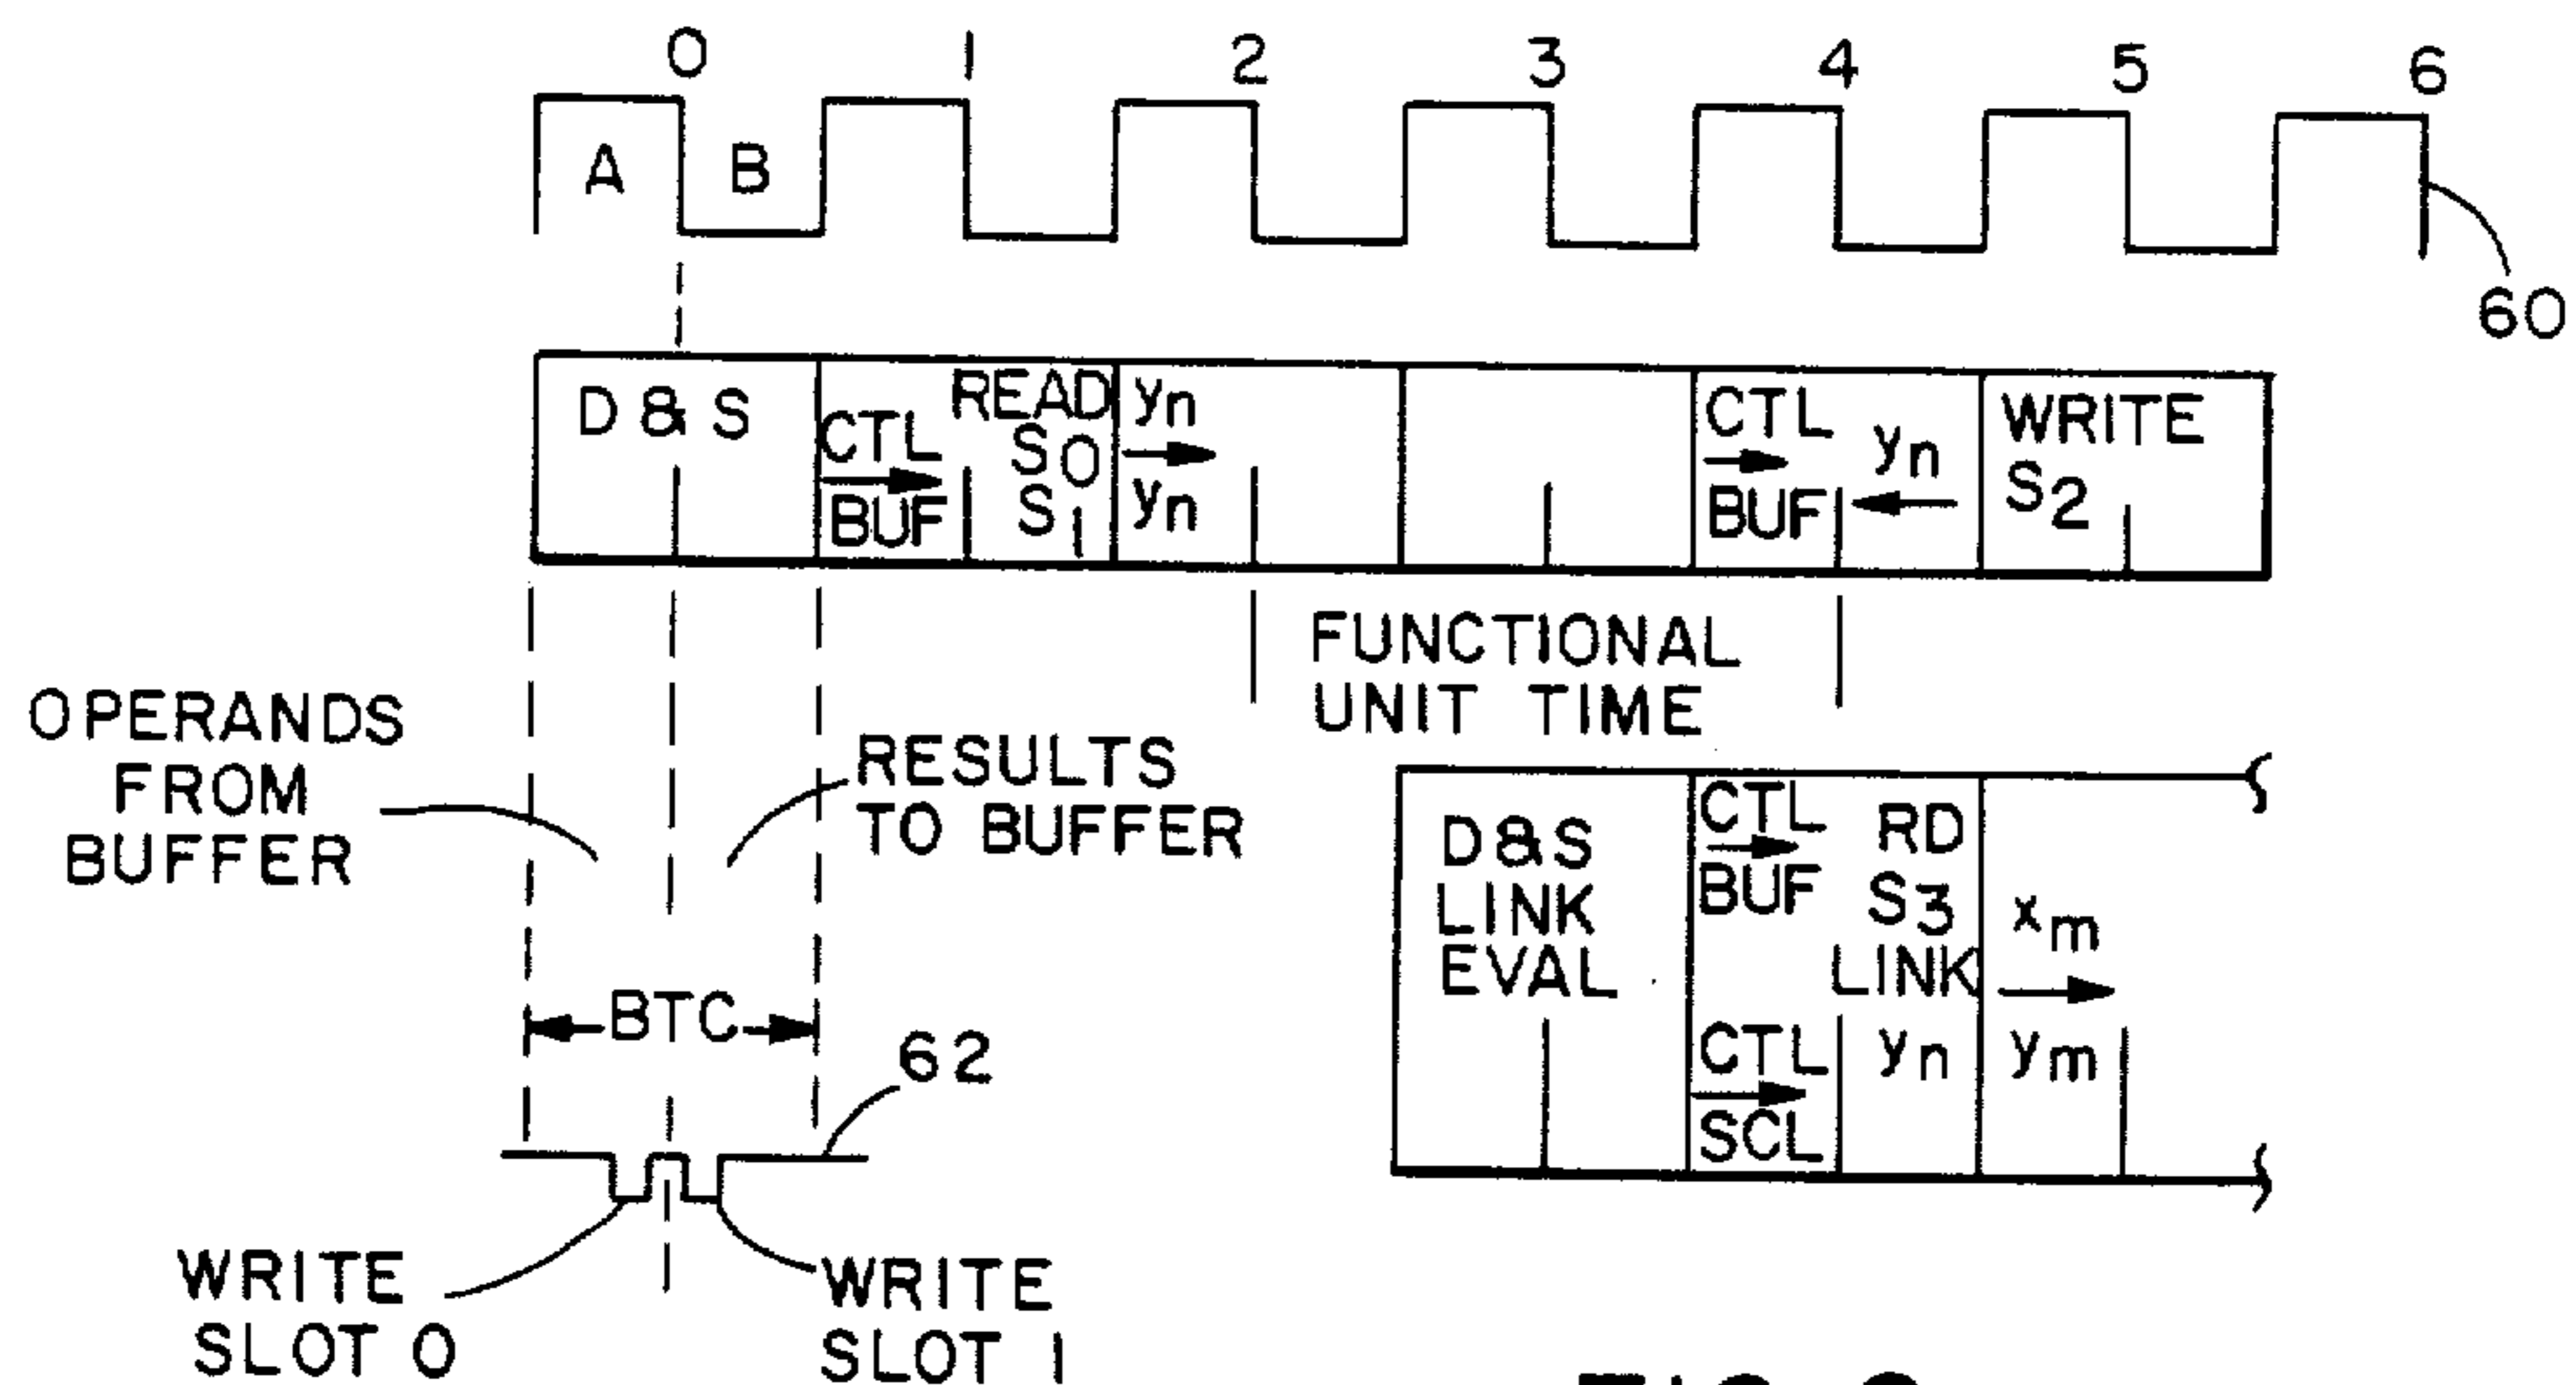 0 1 2 3 4 5 6
A B
60
D & S
CTL
BUF
READ
S0
S1
yn
yn
CTL
BUF
yn
WRITE
S2
FUNCTIONAL
UNIT TIME
OPERANDS
FROM
BUFFER
RESULTS
TO BUFFER
BTC
62
WRITE
SLOT 0
WRITE
SLOT 1
D&S
LINK
EVAL
CTL
BUF
CTL
SCL
RD
S3
LINK
yn
xm
ym